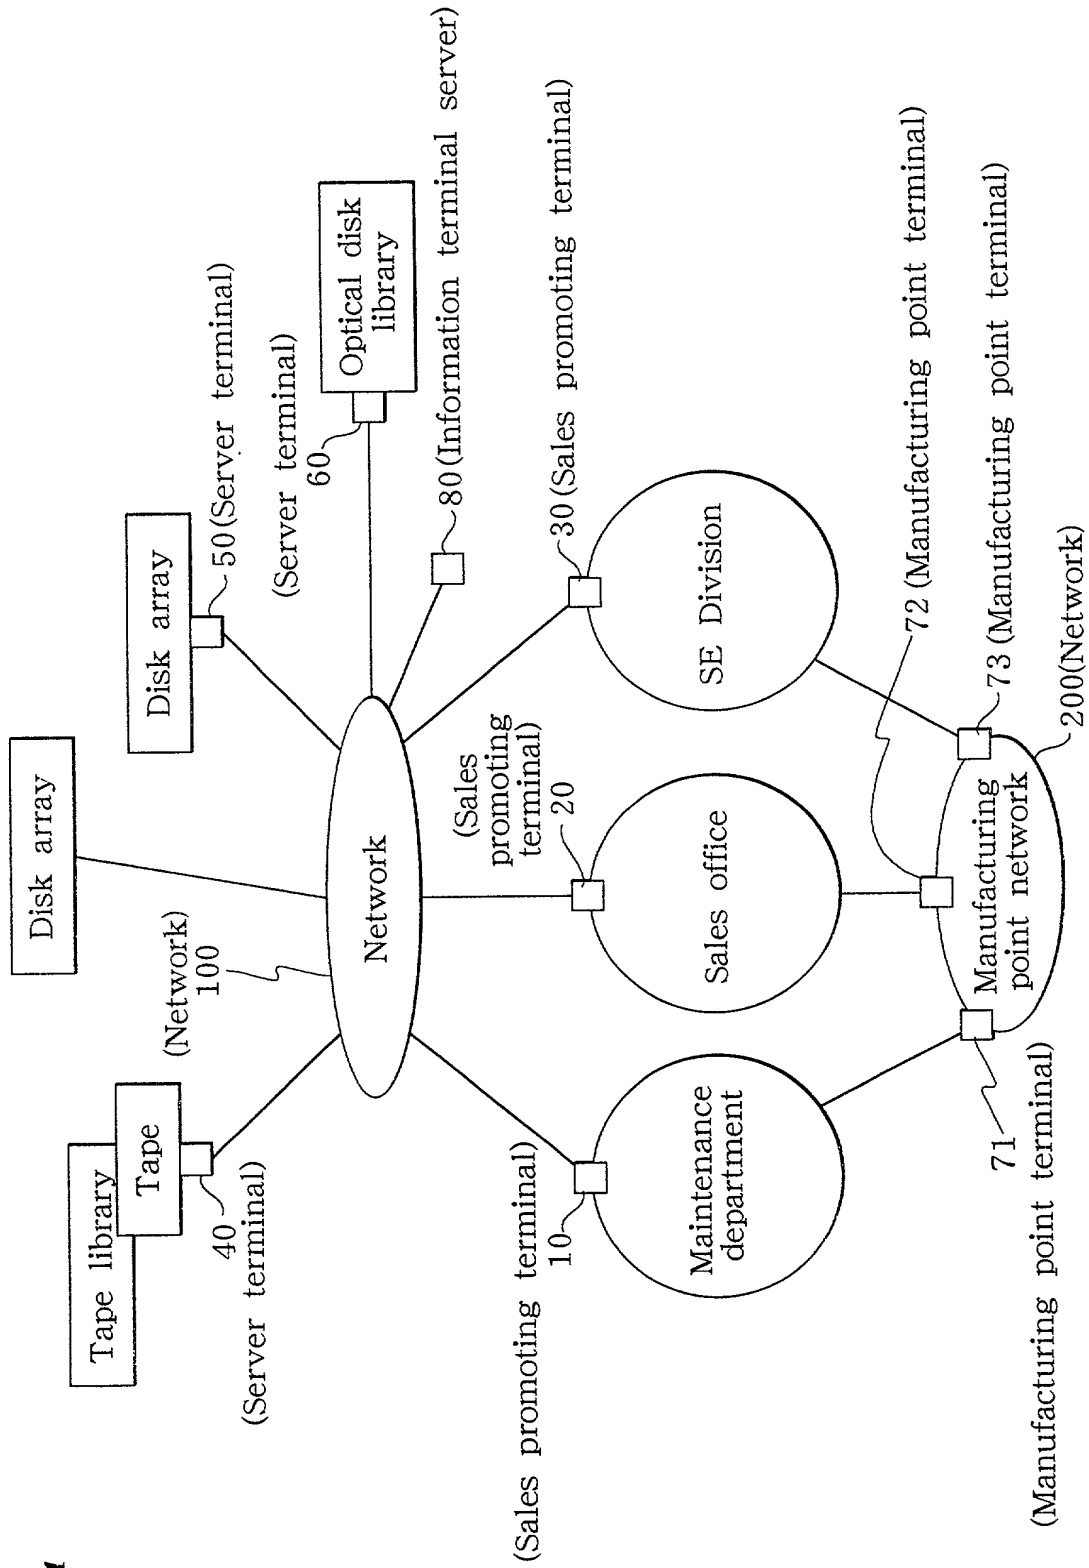 Disk array
Tape library
Tape
Disk array
(Network)
100
50(Server terminal)
40
(Server terminal)
(Server terminal)
60
Optical disk
library
Network
80(Information terminal server)
(Sales
promoting
terminal)
20
30(Sales promoting terminal)
(Sales promoting terminal)
10
Maintenance
department
Sales office
SE Division
72(Manufacturing point terminal)
73(Manufacturing point terminal)
Manufacturing
point network
71
(Manufacturing point terminal)
200(Network)